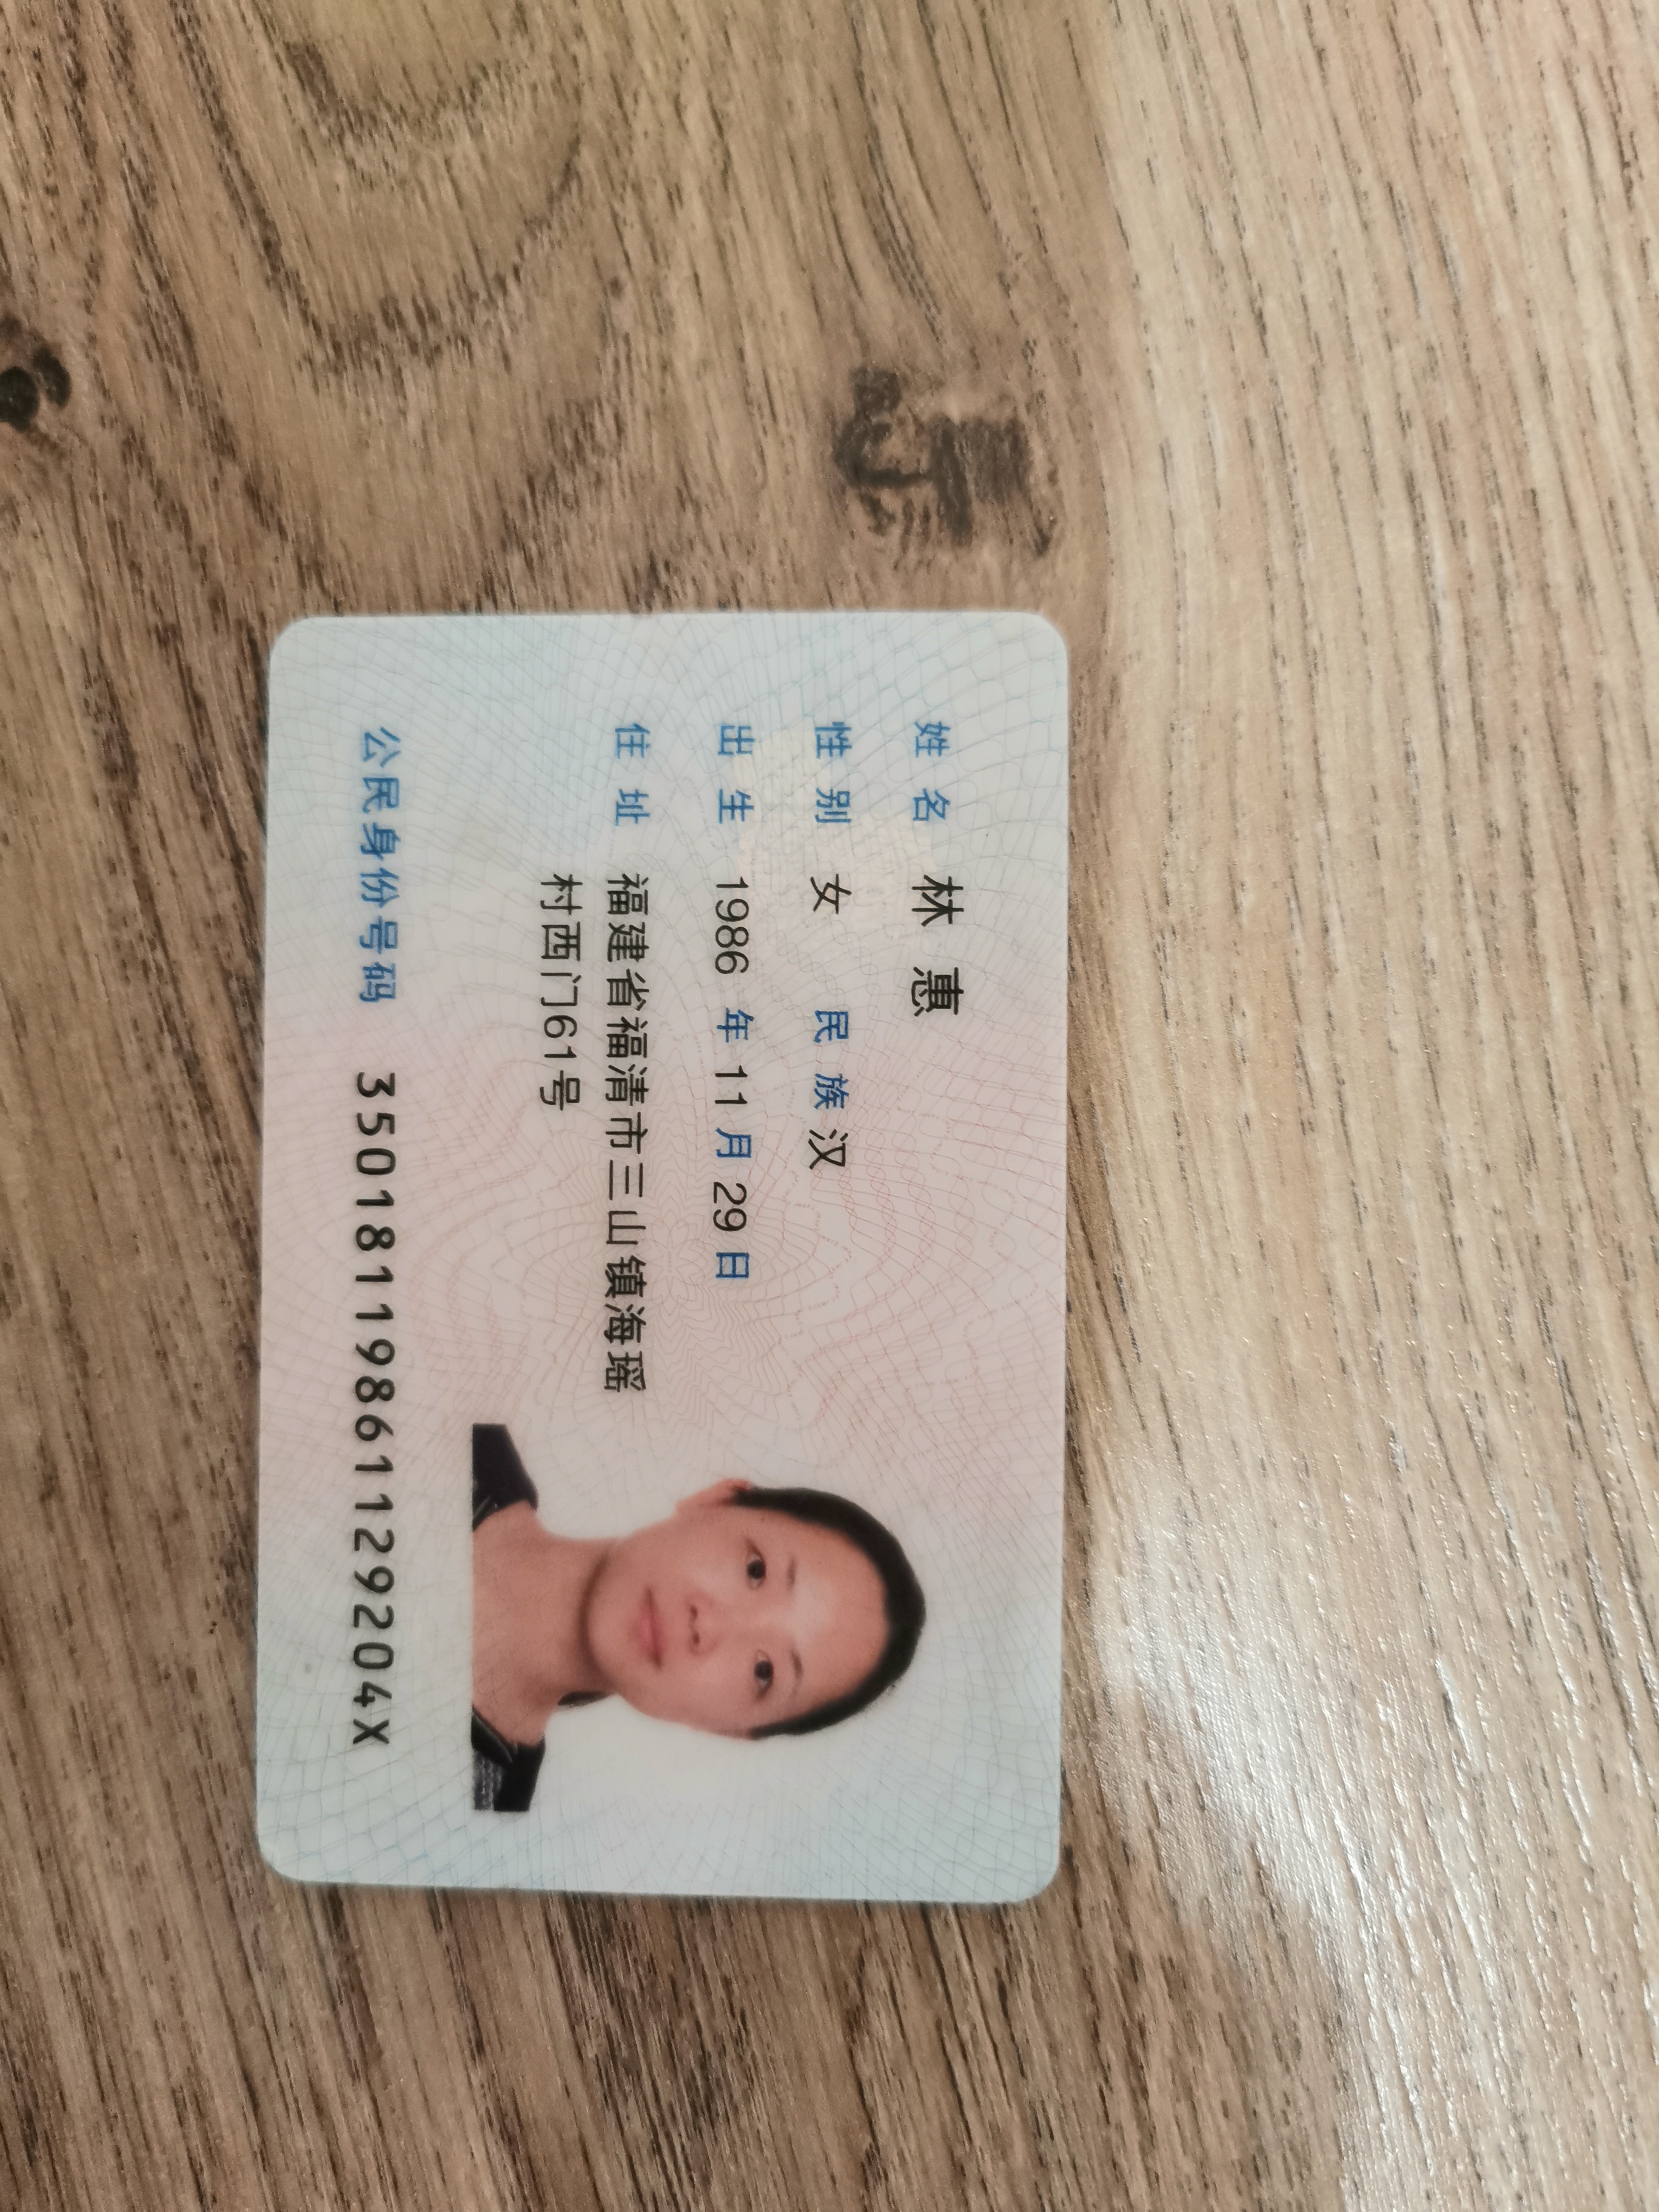 姓名 林惠
性别 女 民族 汉
出生 1986 年 11 月 29 日
住址 福建省福清市三山镇海瑶
村西门61号
公民身份号码 35018119861129204X